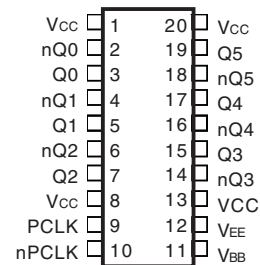 VCC 1 20 VCC
nQ0 2 19 Q5
Q0 3 18 nQ5
nQ1 4 17 Q4
Q1 5 16 nQ4
nQ2 6 15 Q3
Q2 7 14 nQ3
VCC 8 13 VCC
PCLK 9 12 VEE
nPCLK 10 11 VBB